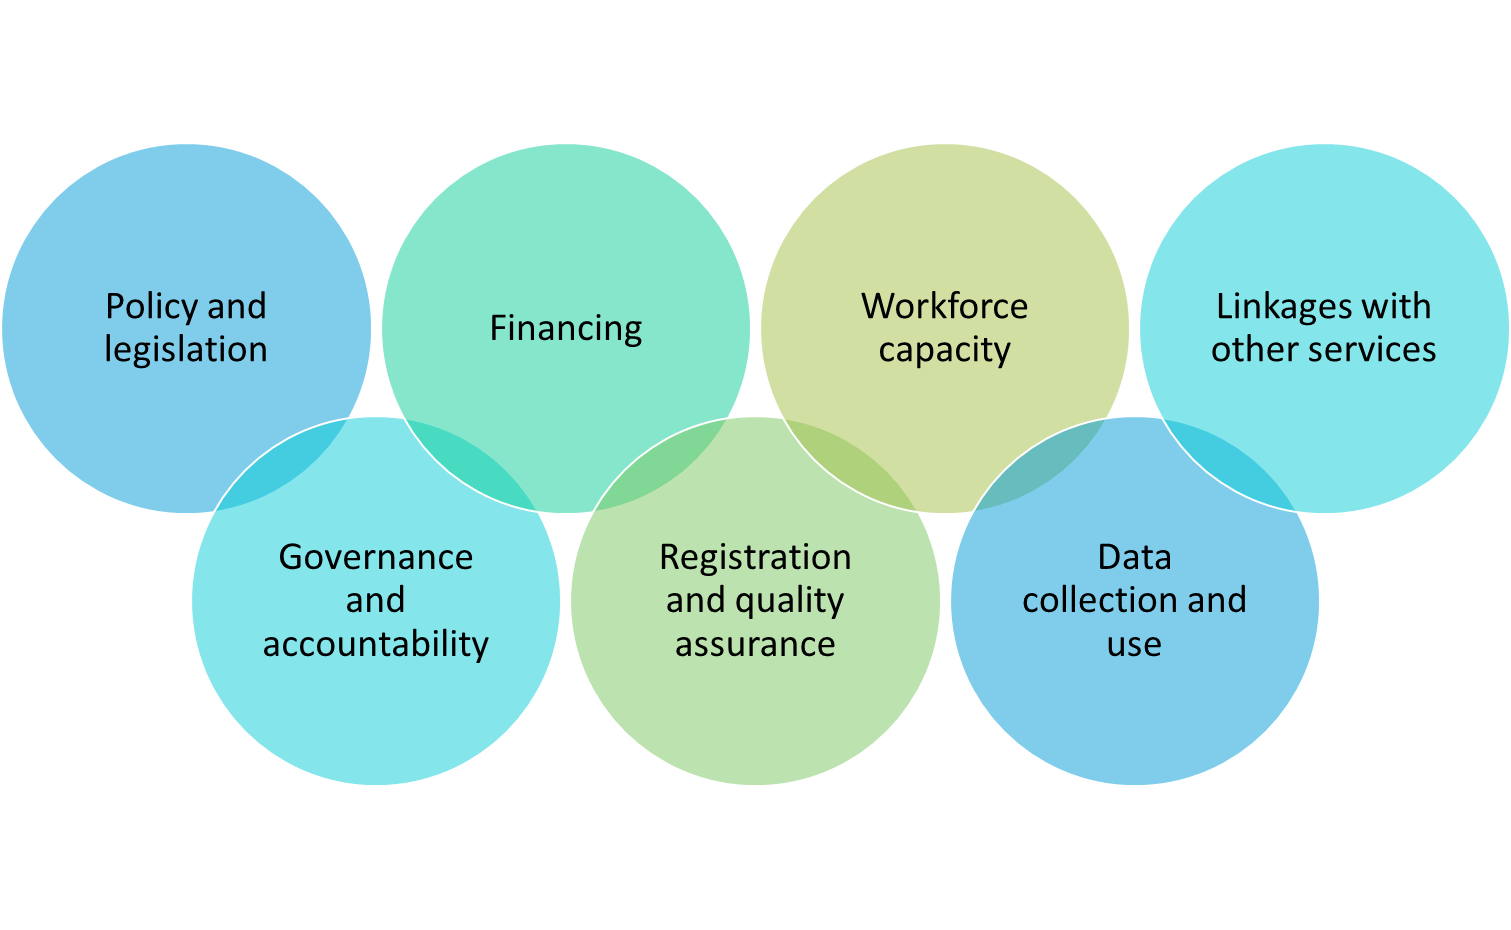 Policy and
legislation
Financing
Workforce
capacity
Linkages with
other services
Governance
and
accountability
Registration
and quality
assurance
Data
collection and
use